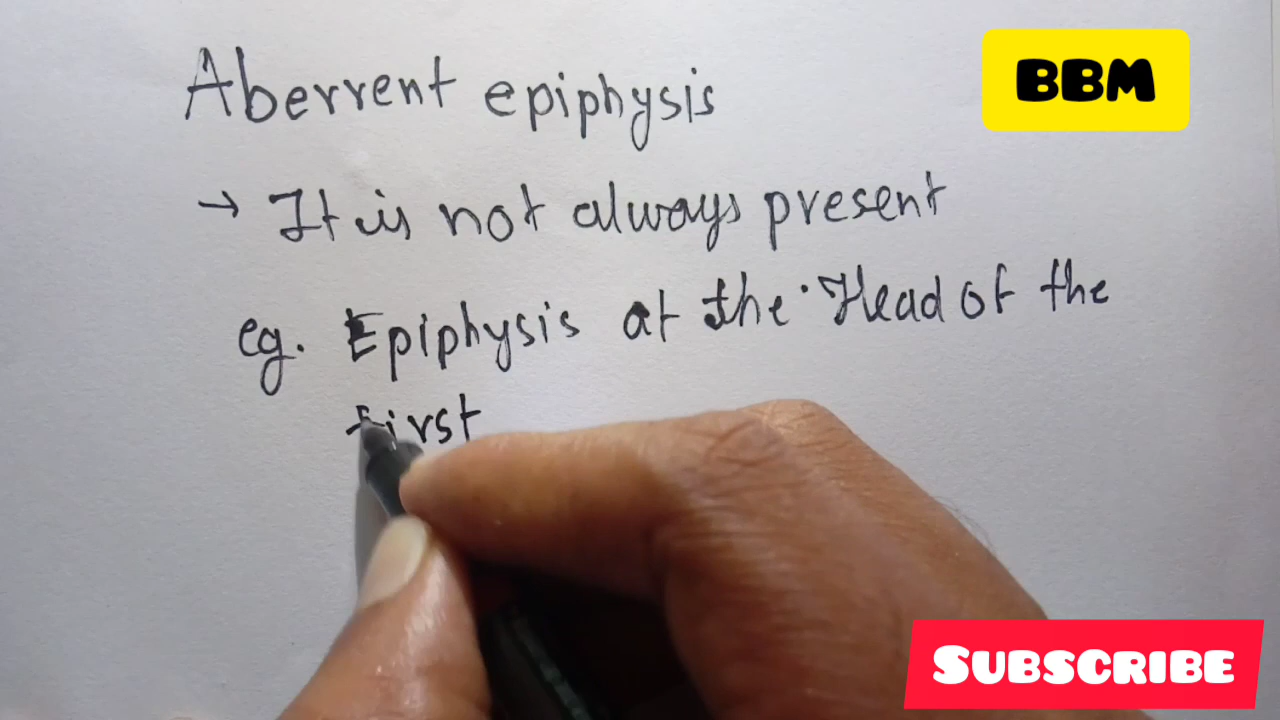 Aberrent epiphysis
BBM
→ It is not always present
eg. Epiphysis at the Head of the
First
SUBSCRIBE